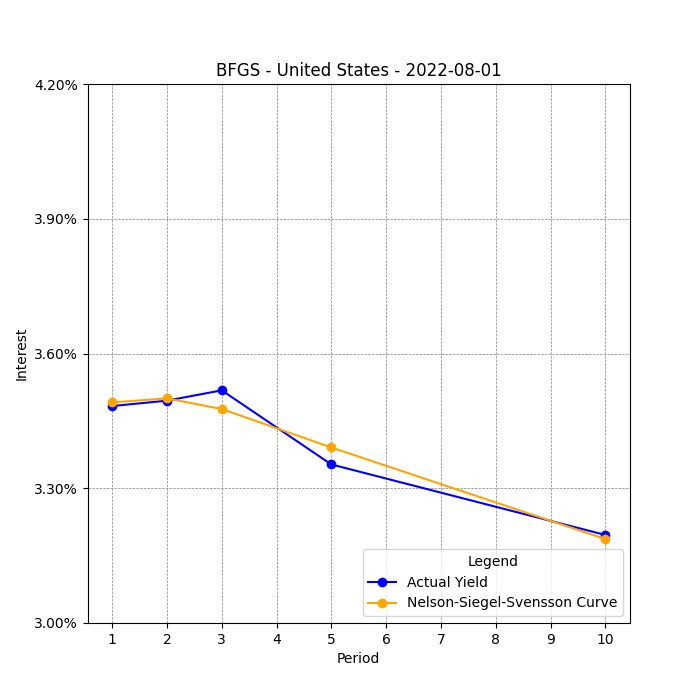 BFGS - United States - 2022-08-01
4.20%
3.90%
3.60%
3.30%
3.00%
Interest
1 2 3 4 5 6 7 8 9 10
Period
Legend
Actual Yield
Nelson-Siegel-Svensson Curve